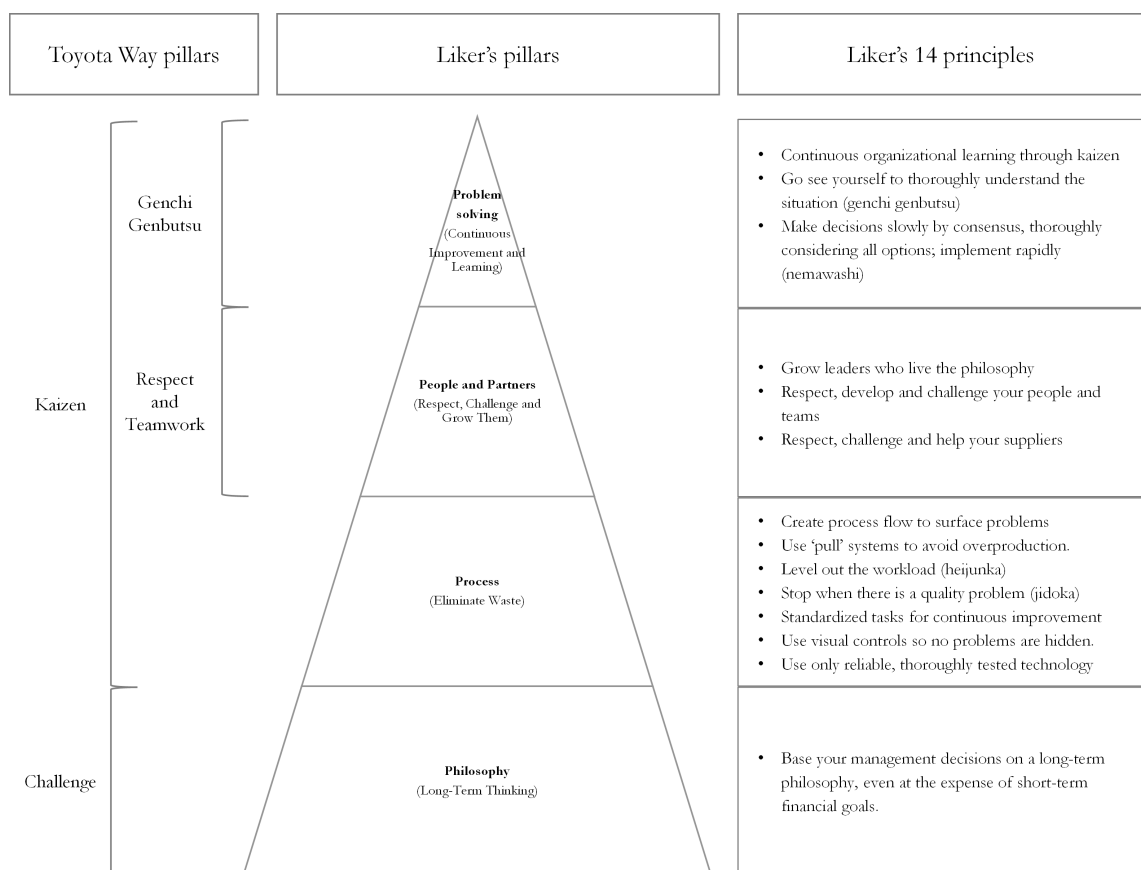 Toyota Way pillars
Liker's pillars
Liker's 14 principles
Genchi
Genbutsu
Respect
and
Teamwork
Kaizen
Challenge
Problem
solving
(Continuous
Improvement and
Learning)
People and Partners
(Respect, Challenge and
Grow Them)
Process
(Eliminate Waste)
Philosophy
(Long-Term Thinking)
• Continuous organizational learning through kaizen
• Go see yourself to thoroughly understand the
situation (genchi genbutsu)
• Make decisions slowly by consensus, thoroughly
considering all options; implement rapidly
(nemawashi)
• Grow leaders who live the philosophy
• Respect, develop and challenge your people and
teams
• Respect, challenge and help your suppliers
• Create process flow to surface problems
• Use 'pull' systems to avoid overproduction.
• Level out the workload (heijunka)
• Stop when there is a quality problem (jidoka)
• Standardized tasks for continuous improvement
• Use visual controls so no problems are hidden.
• Use only reliable, thoroughly tested technology
• Base your management decisions on a long-term
philosophy, even at the expense of short-term
financial goals.